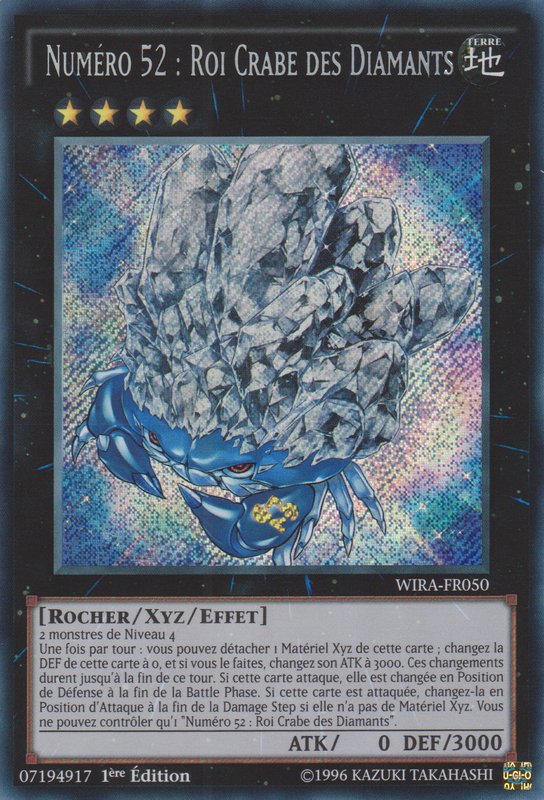 NUMÉRO 52 : ROI CRABE DES DIAMANTS
TERRE
地
52
WIRA-FR050
[ROCHER/XYZ/EFFET]
2 monstres de Niveau 4
Une fois par tour : vous pouvez détacher 1 Matériel Xyz de cette carte ; changez la
DEF de cette carte à 0, et si vous le faites, changez son ATK à 3000. Ces changements
durent jusqu'à la fin de ce tour. Si cette carte attaque, elle est changée en Position
de Défense à la fin de la Battle Phase. Si cette carte est attaquée, changez-la en
Position d'Attaque à la fin de la Damage Step si elle n'a pas de Matériel Xyz. Vous
ne pouvez contrôler qu'1 "Numéro 52 : Roi Crabe des Diamants".
ATK/ 0 DEF/3000
07194917 1ère Édition
©1996 KAZUKI TAKAHASHI